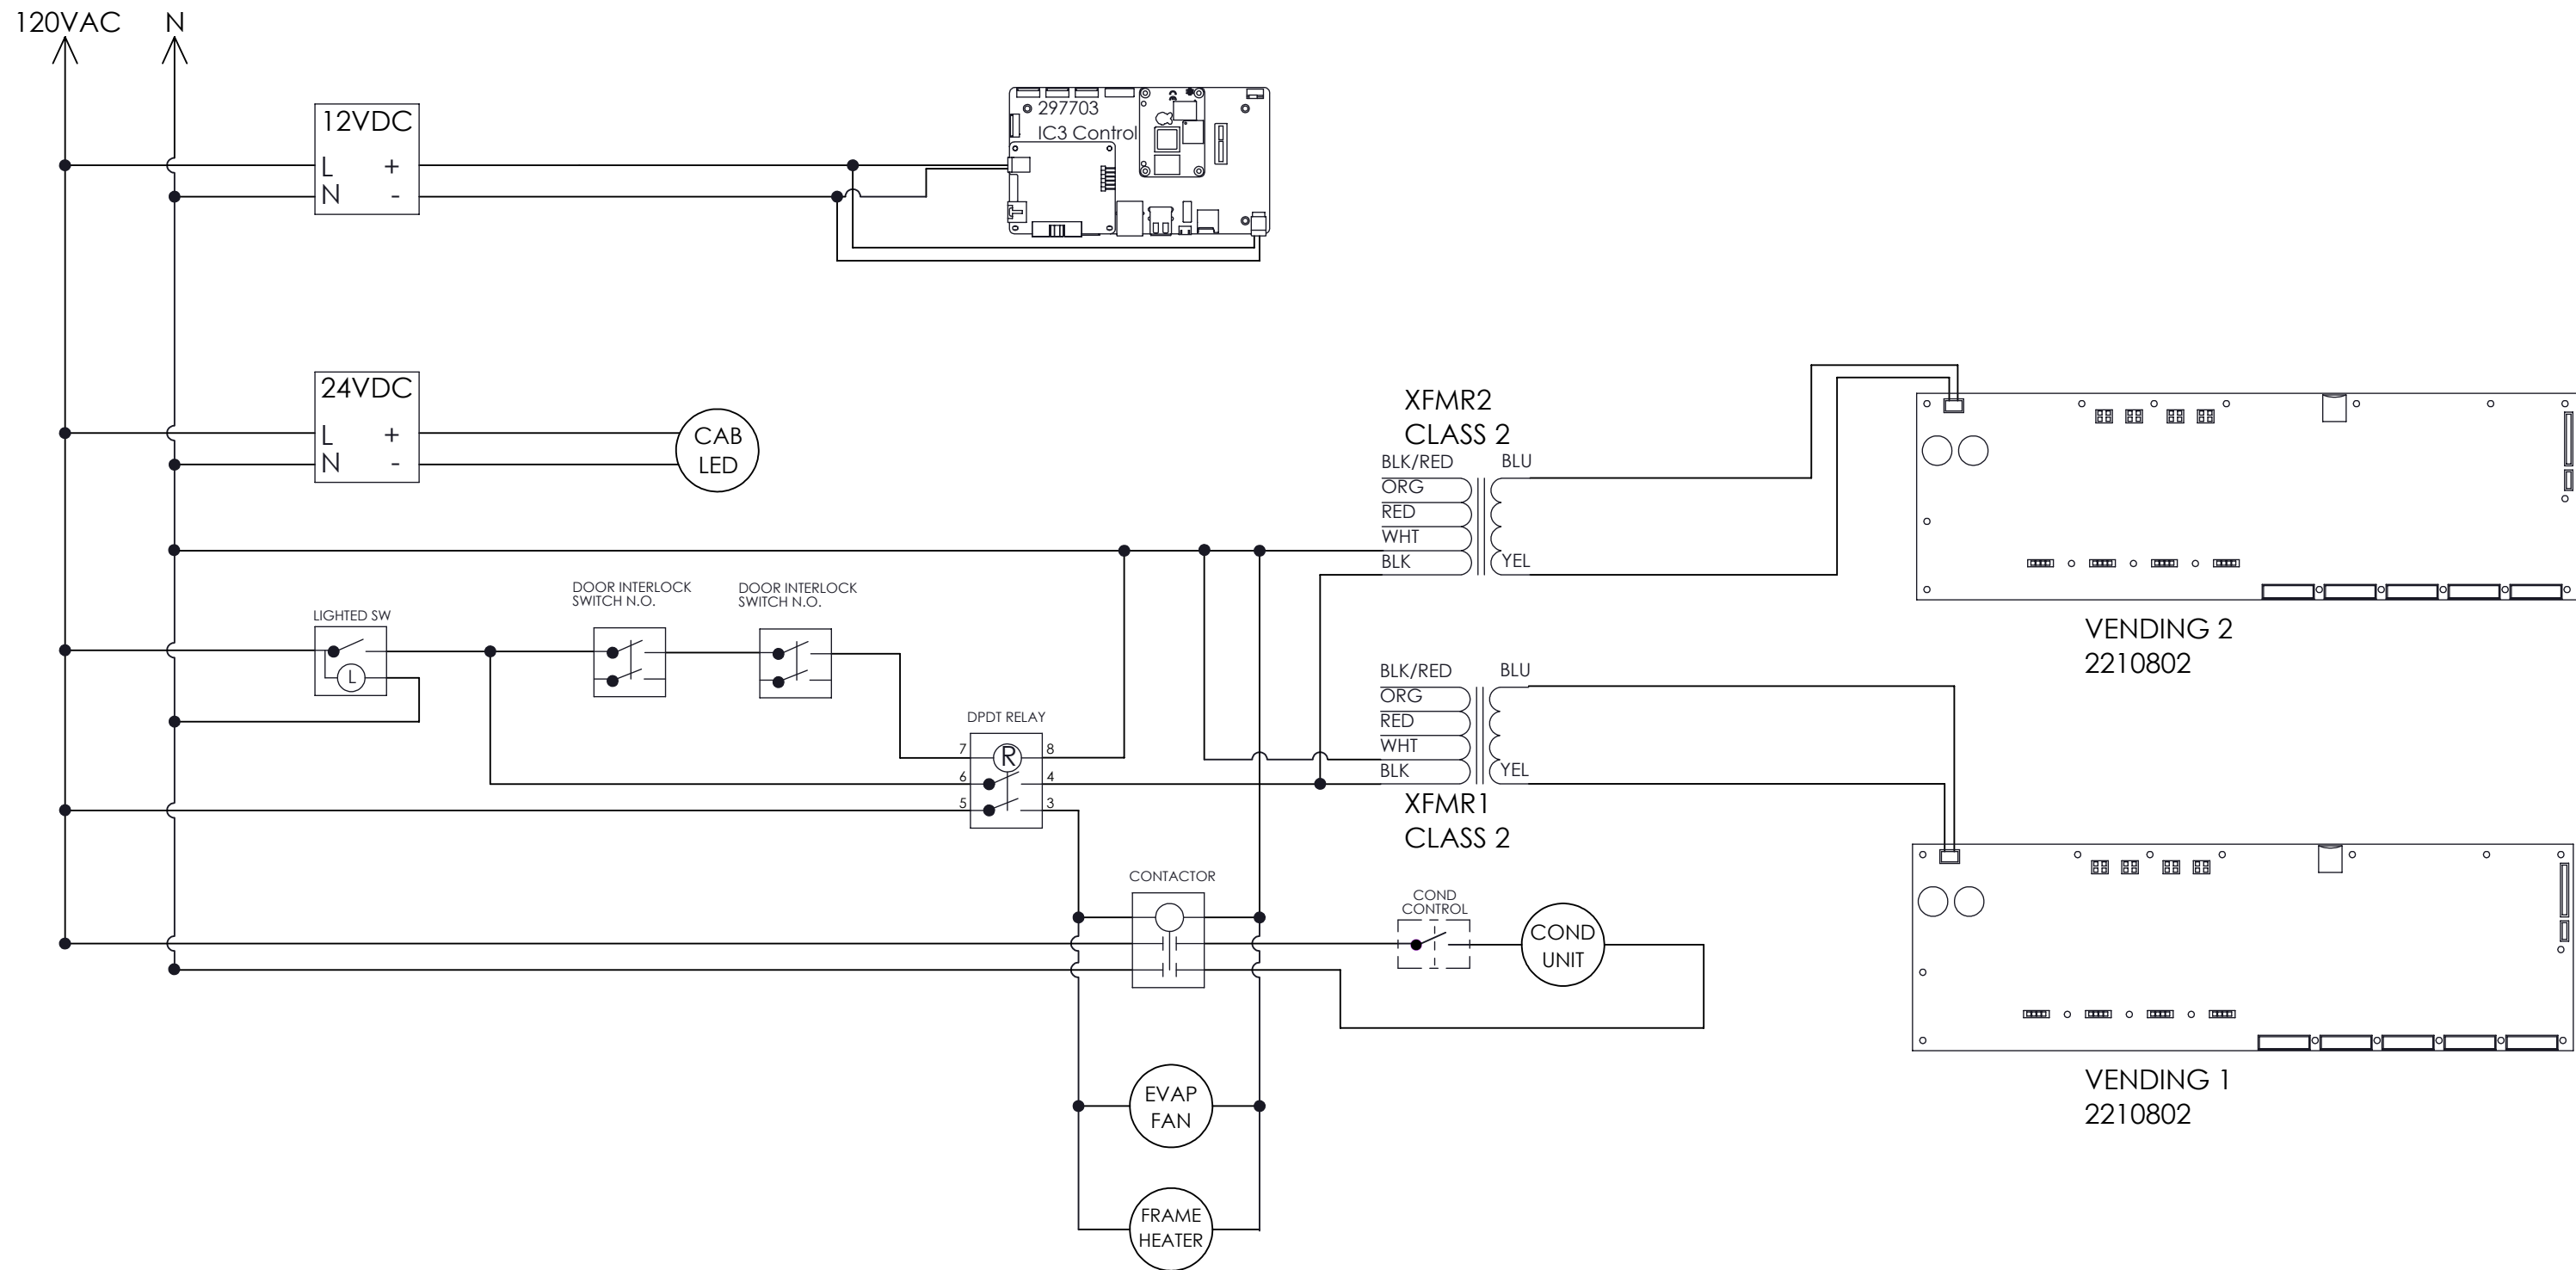 120VAC N
12VDC
L +
N -
297703
IC3 Control
24VDC
L +
N -
CAB
LED
XFMR2
CLASS 2
BLK/RED BLU
ORG
RED
WHT
BLK YEL
VENDING 2
2210802
LIGHTED SW
L
DOOR INTERLOCK
SWITCH N.O.
DOOR INTERLOCK
SWITCH N.O.
DPDT RELAY
7 R 8
6 4
5 3
BLK/RED BLU
ORG
RED
WHT
BLK YEL
XFMR1
CLASS 2
CONTACTOR
COND
CONTROL
COND
UNIT
VENDING 1
2210802
EVAP
FAN
FRAME
HEATER